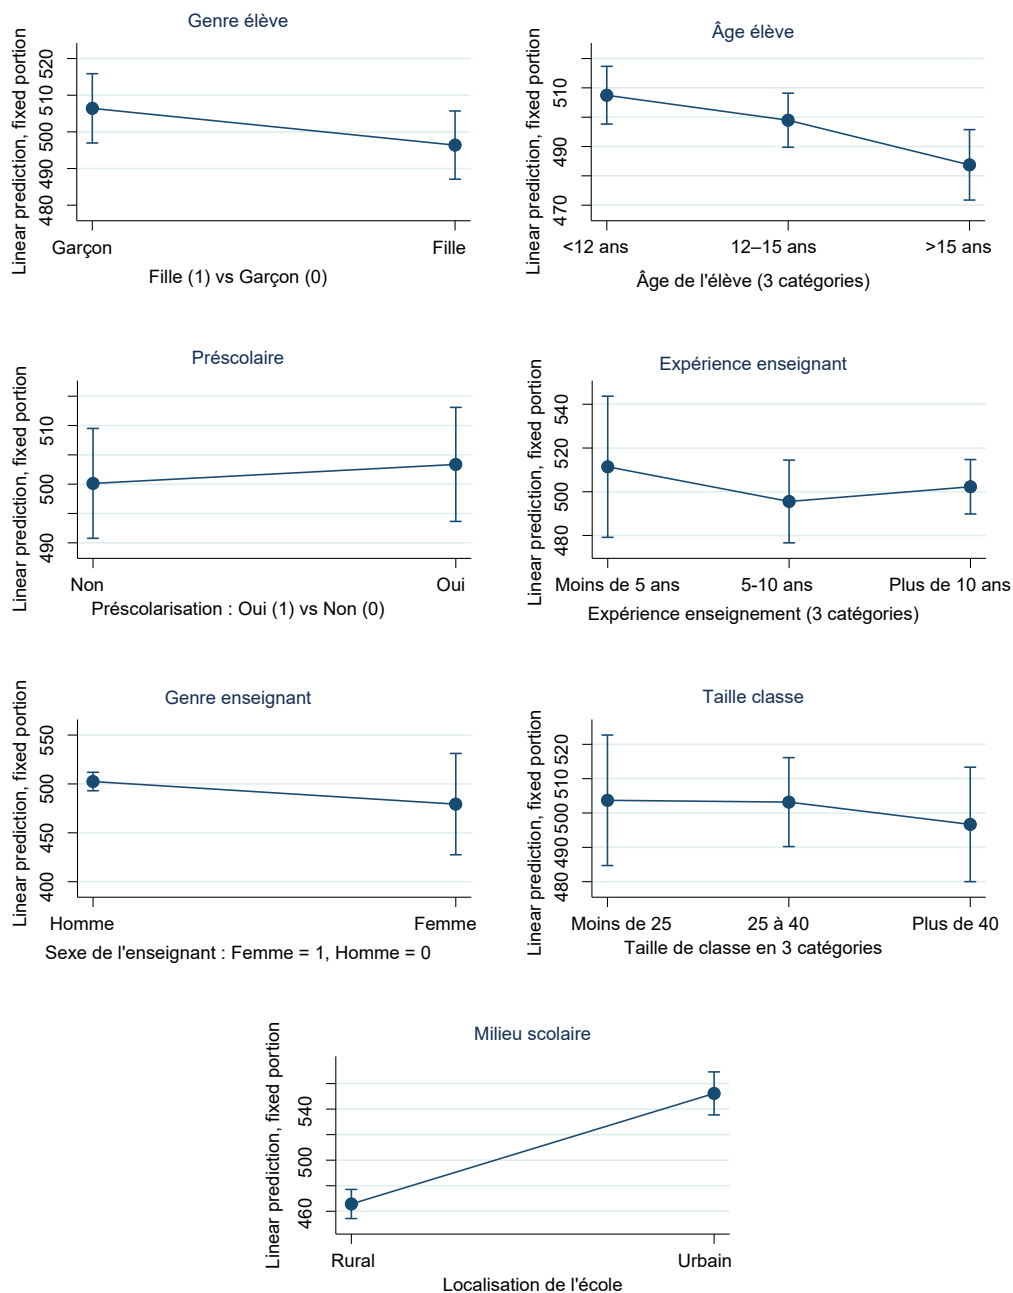 Genre élève
Linear prediction, fixed portion
520
510
500
490
480
Garçon
Fille
Fille (1) vs Garçon (0)
Âge élève
Linear prediction, fixed portion
510
490
470
<12 ans
12–15 ans
>15 ans
Âge de l'élève (3 catégories)
Préscolaire
Linear prediction, fixed portion
510
500
490
Non
Oui
Préscolarisation : Oui (1) vs Non (0)
Expérience enseignant
Linear prediction, fixed portion
540
520
500
480
Moins de 5 ans
5-10 ans
Plus de 10 ans
Expérience enseignement (3 catégories)
Genre enseignant
Linear prediction, fixed portion
550
500
450
400
Homme
Femme
Sexe de l'enseignant : Femme = 1, Homme = 0
Taille classe
Linear prediction, fixed portion
520
510
500
490
480
Moins de 25
25 à 40
Plus de 40
Taille de classe en 3 catégories
Milieu scolaire
Linear prediction, fixed portion
540
500
460
Rural
Urbain
Localisation de l'école